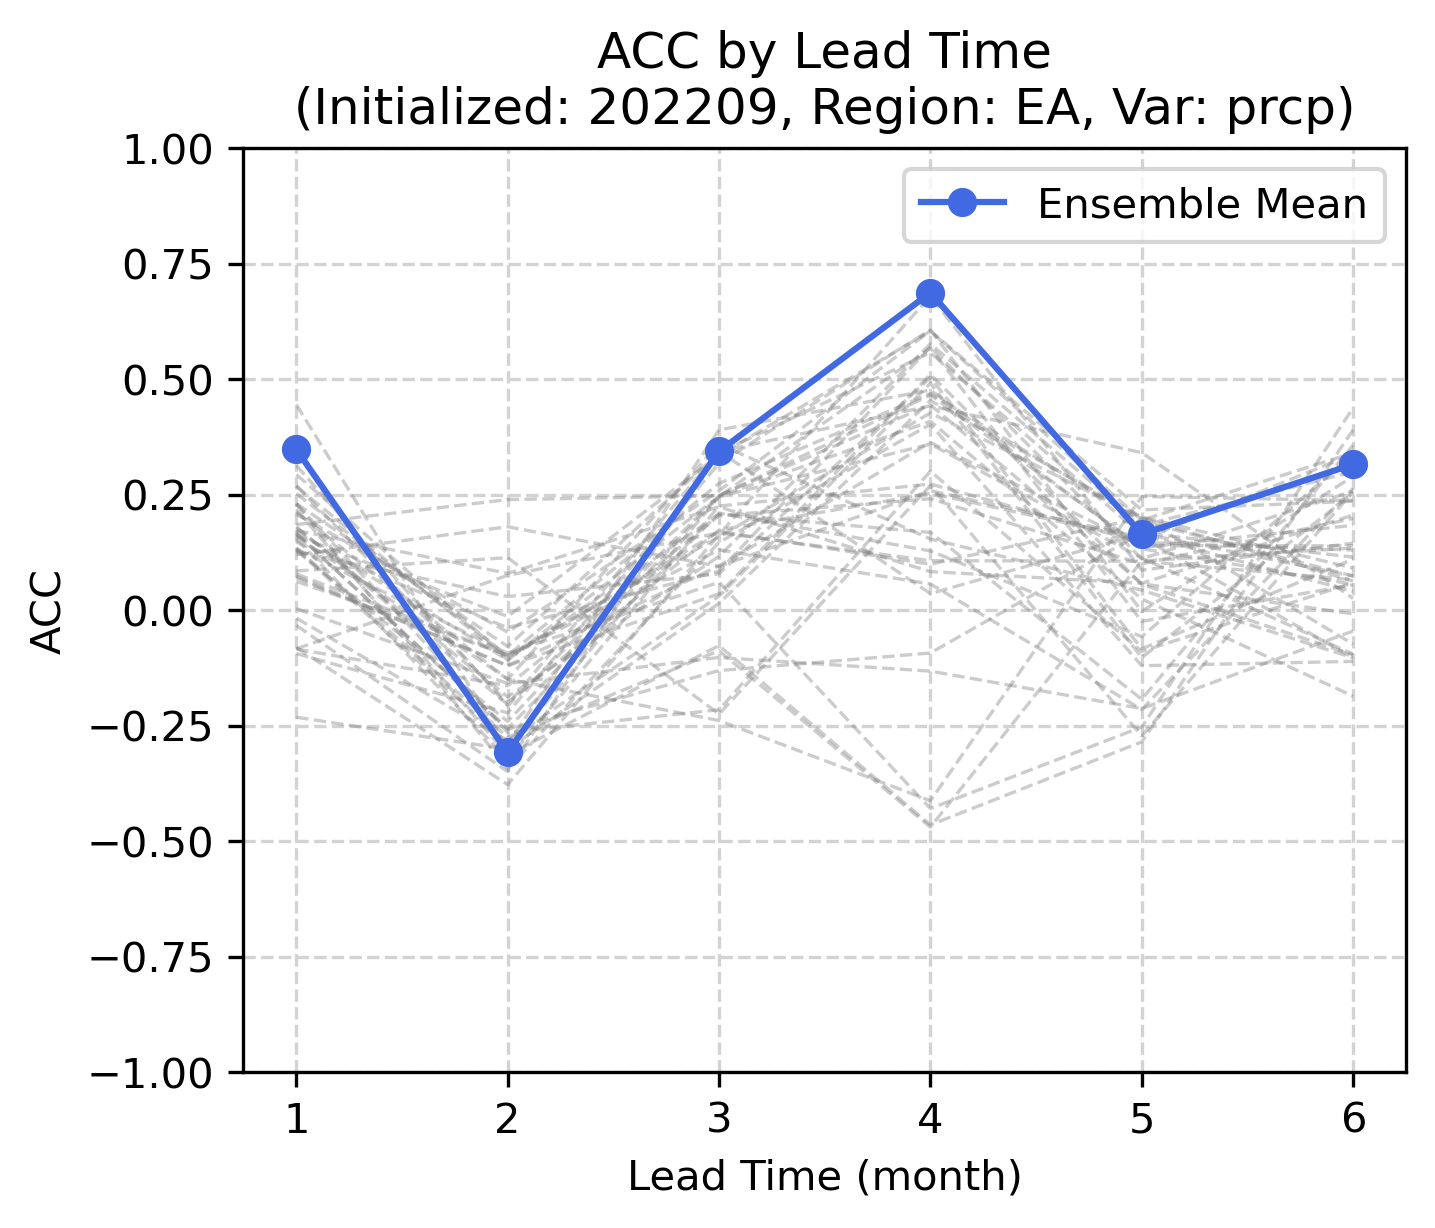 ACC by Lead Time
(Initialized: 202209, Region: EA, Var: prcp)
Ensemble Mean
1.00
0.75
0.50
0.25
0.00
−0.25
−0.50
−0.75
−1.00
ACC
1 2 3 4 5 6
Lead Time (month)